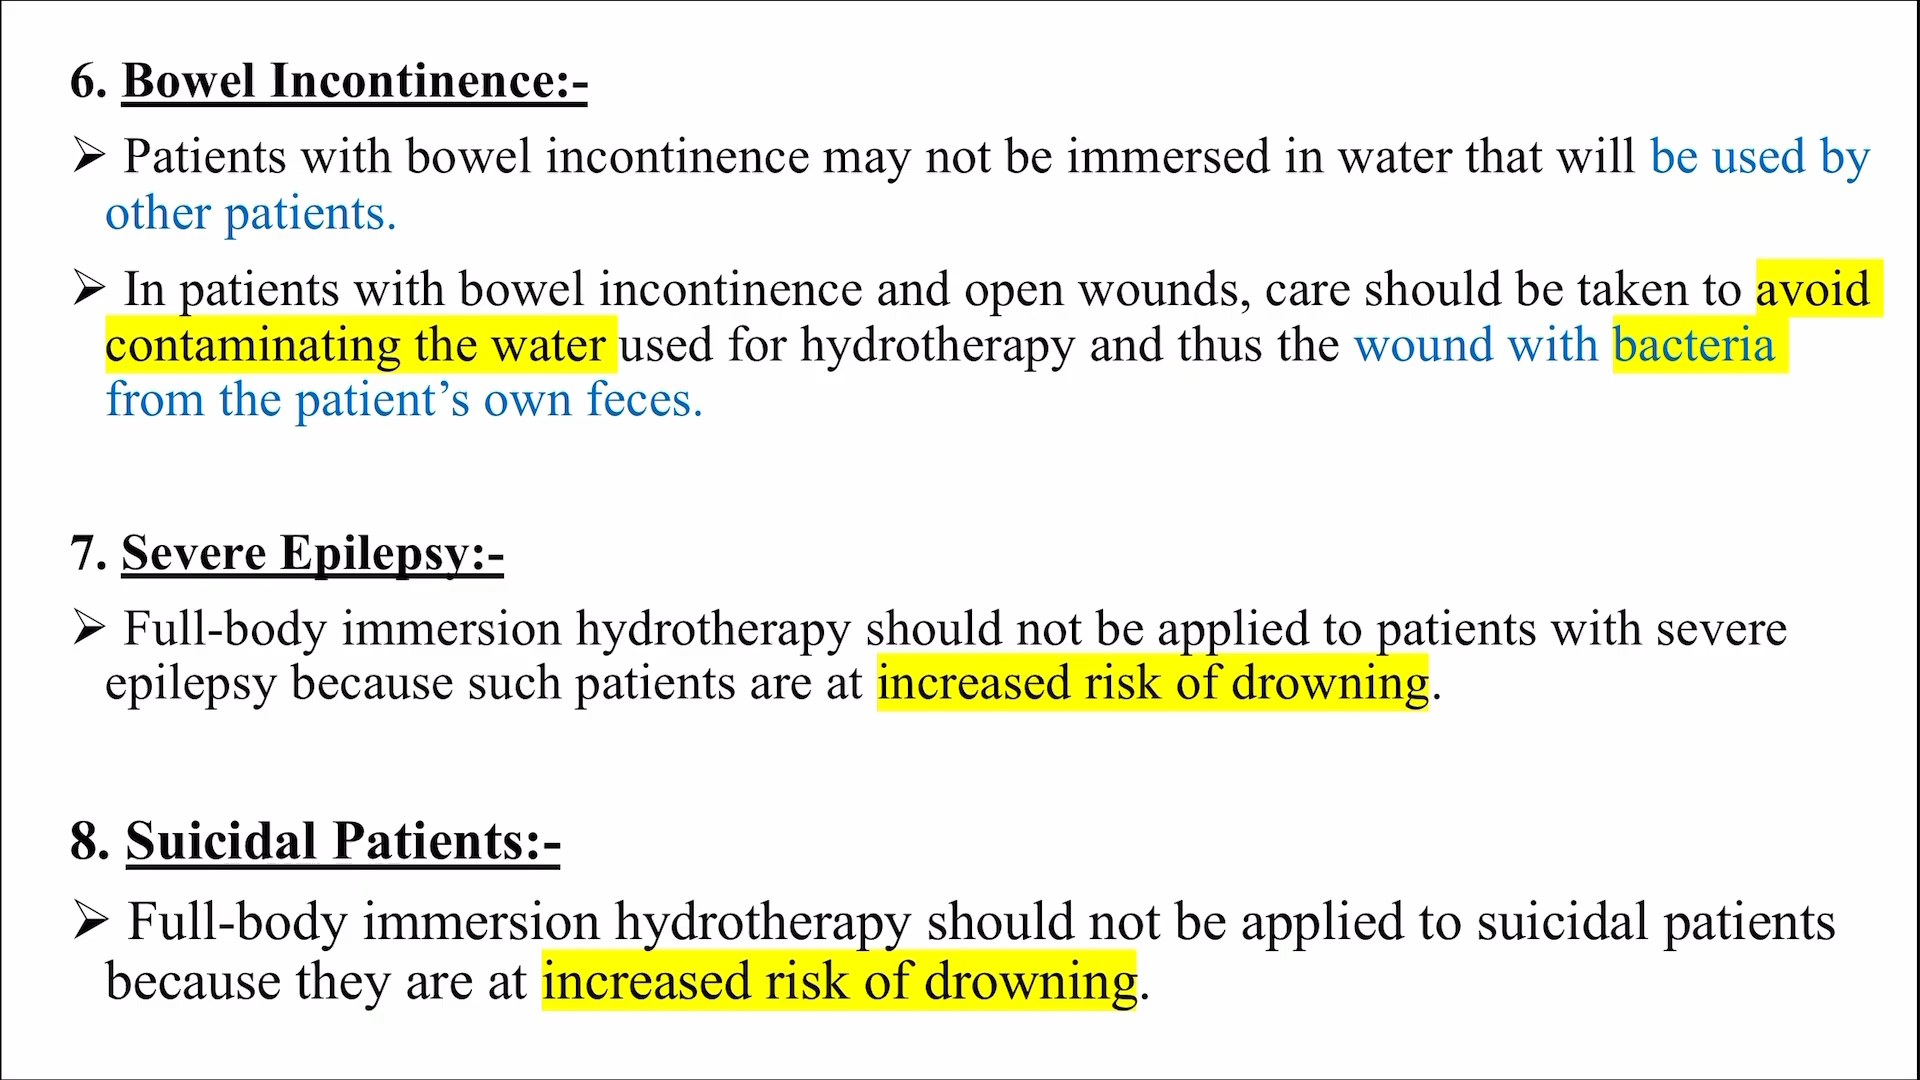 6. Bowel Incontinence:-
➢ Patients with bowel incontinence may not be immersed in water that will be used by
other patients.
➢ In patients with bowel incontinence and open wounds, care should be taken to avoid
contaminating the water used for hydrotherapy and thus the wound with bacteria
from the patient’s own feces.
7. Severe Epilepsy:-
➢ Full-body immersion hydrotherapy should not be applied to patients with severe
epilepsy because such patients are at increased risk of drowning.
8. Suicidal Patients:-
➢ Full-body immersion hydrotherapy should not be applied to suicidal patients
because they are at increased risk of drowning.